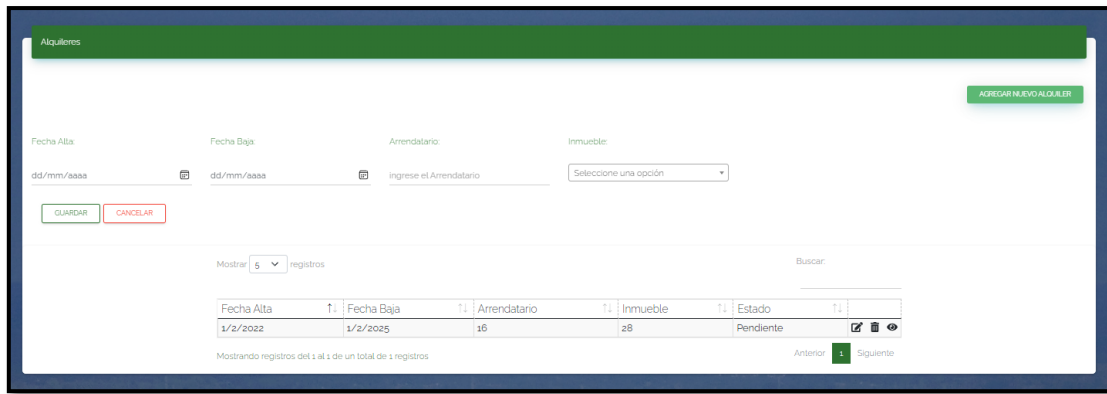 Alquileres
AGREGAR NUEVO ALQUILER
Fecha Alta: Fecha Baja: Arrendatario: Inmueble:
dd/mm/aaaa dd/mm/aaaa ingrese el Arrendatario Seleccione una opción
GUARDAR CANCELAR
Mostrar 5 registros Buscar:
Fecha Alta Fecha Baja Arrendatario Inmueble Estado
1/2/2022 1/2/2025 16 28 Pendiente
Mostrando registros del 1 al 1 de un total de 1 registros Anterior 1 Siguiente